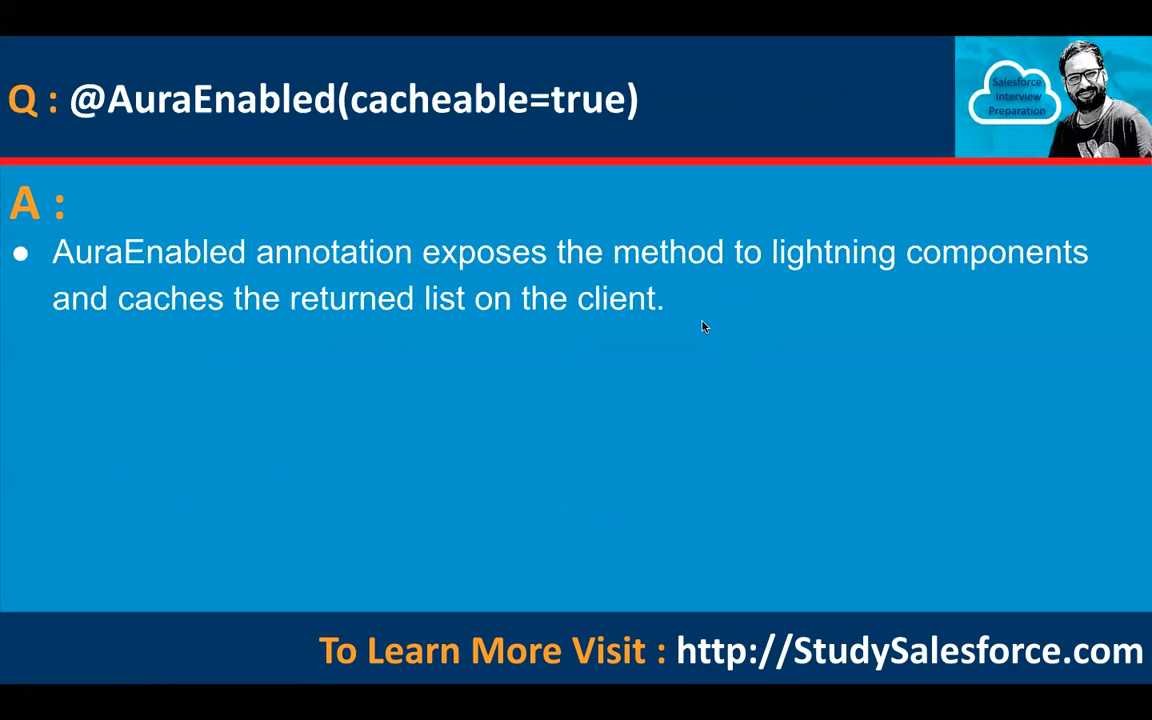 Q : @AuraEnabled(cacheable=true)
Salesforce
Interview
Preparation
A :
● AuraEnabled annotation exposes the method to lightning components
and caches the returned list on the client.
To Learn More Visit : http://StudySalesforce.com